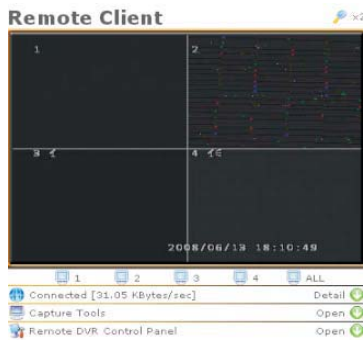 Remote Client
x2
1
2
3
4
2008/06/13 18:10:49
1 2 3 4 ALL
Connected [31.05 KBytes/sec] Detail
Capture Tools Open
Remote DVR Control Panel Open